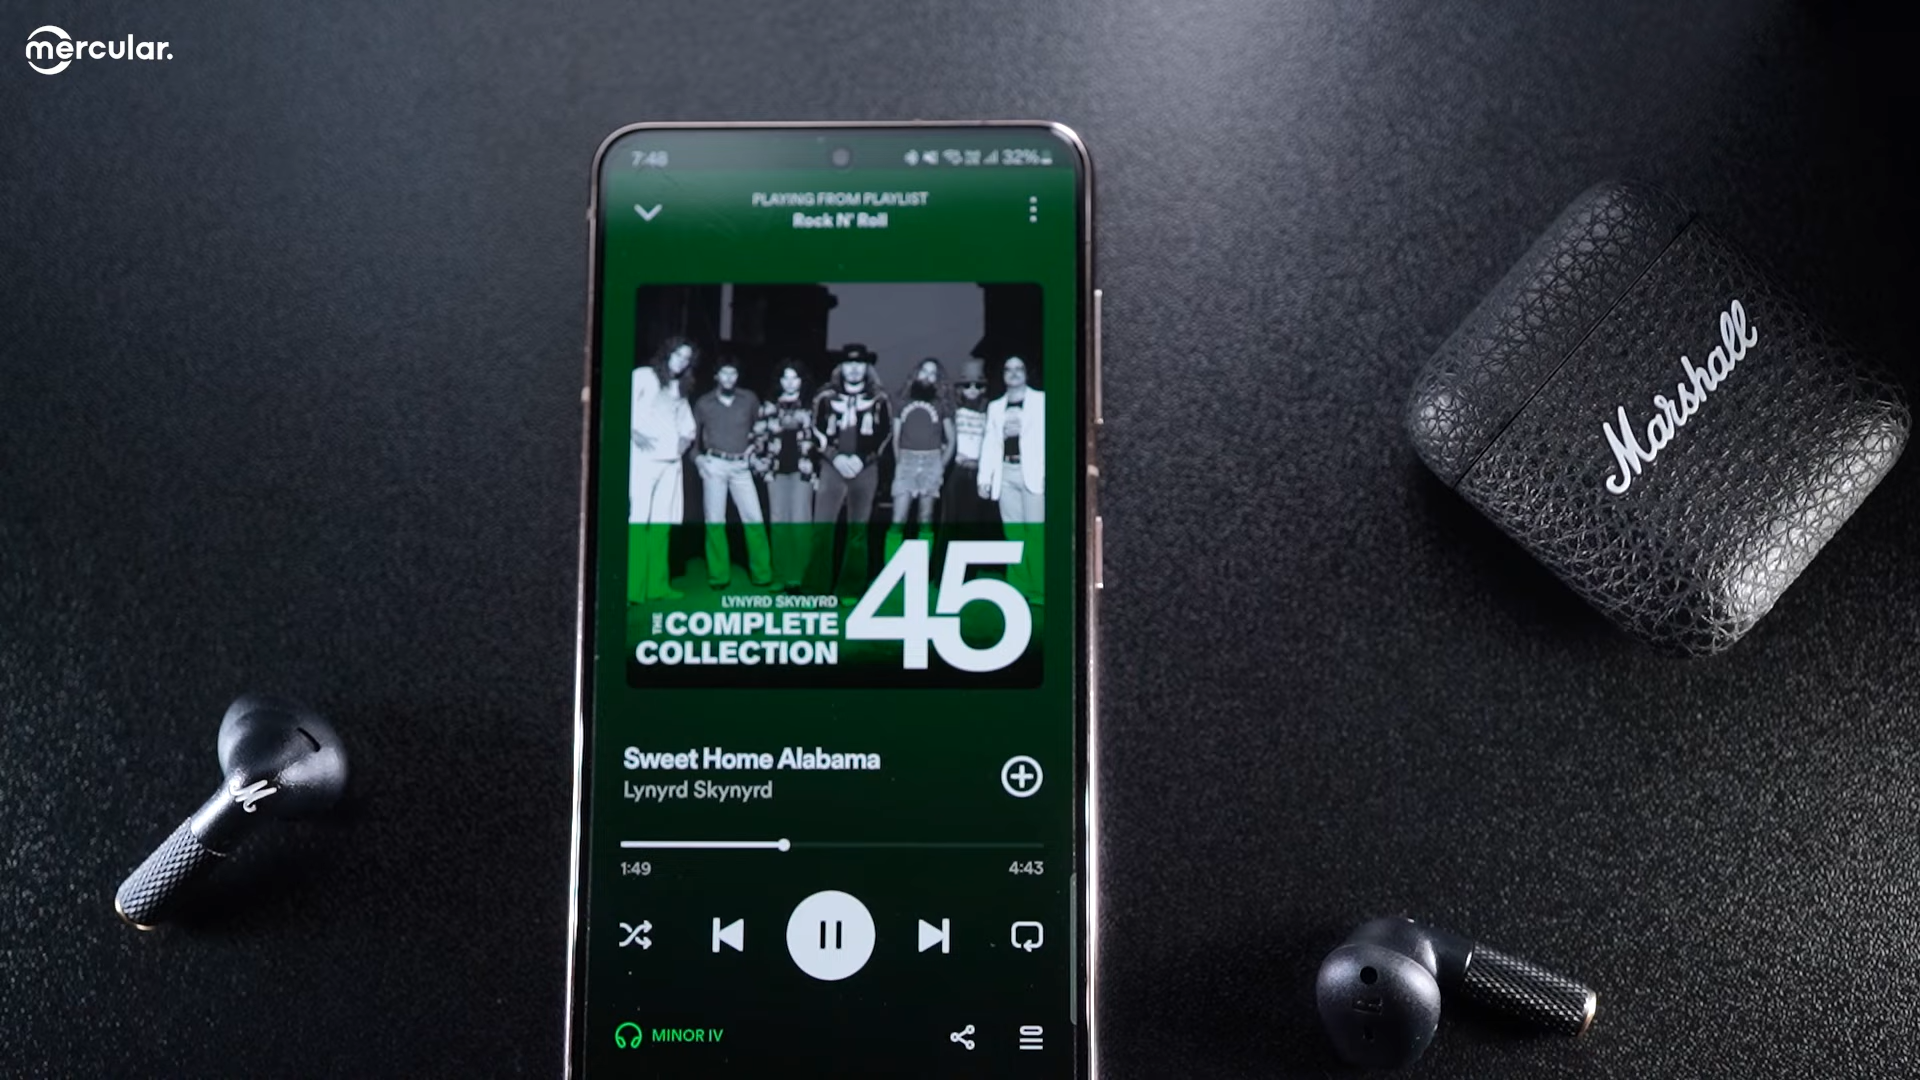 mercular.
7:48
32%
PLAYING FROM PLAYLIST
Rock N' Roll
LYNYRD SKYNYRD
THE COMPLETE
COLLECTION
45
Sweet Home Alabama
Lynyrd Skynyrd
1:49
4:43
MINOR IV
Marshall
M
R